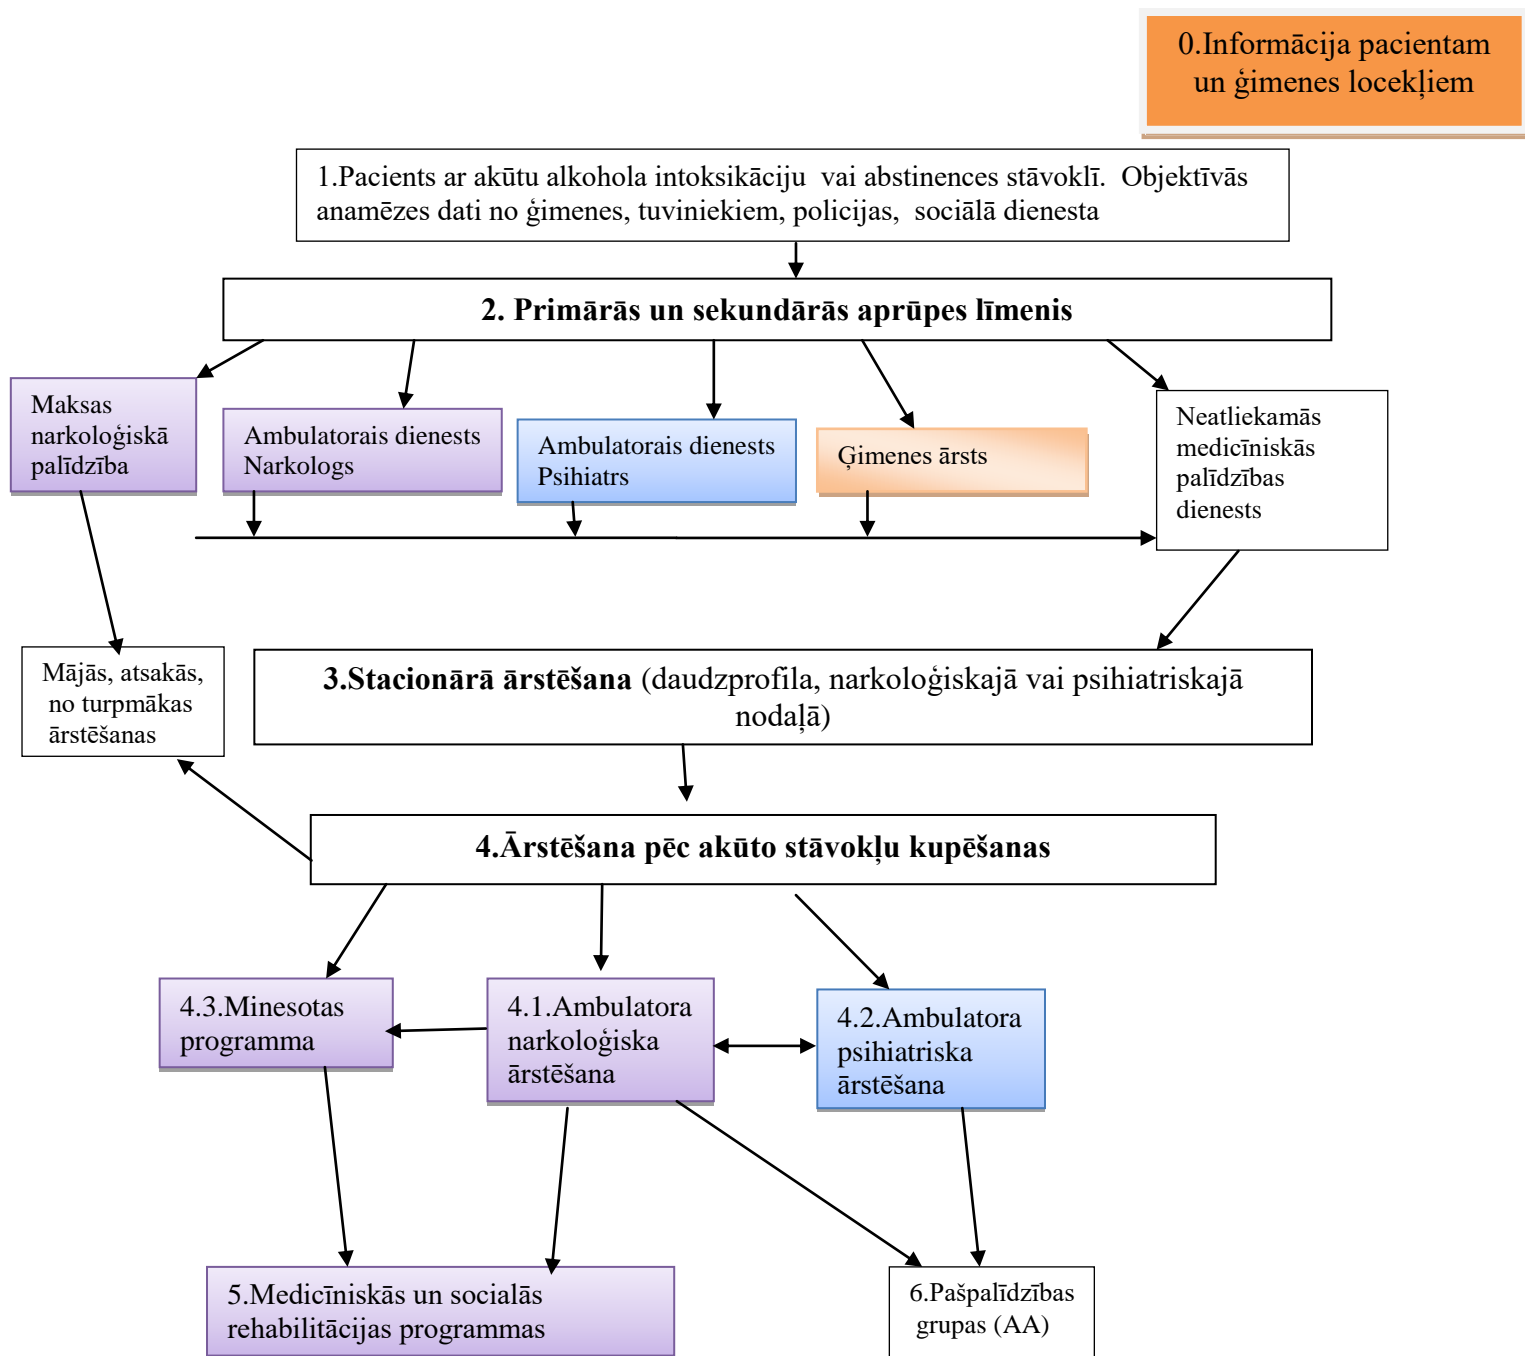 0.Informācija pacientam
un ģimenes locekļiem
1.Pacients ar akūtu alkohola intoksikāciju vai abstinences stāvoklī. Objektīvās
anamēzes dati no ģimenes, tuviniekiem, policijas, sociālā dienesta
2. Primārās un sekundārās aprūpes līmenis
Maksas
narkoloģiskā
palīdzība
Ambulatorais dienests
Narkologs
Ambulatorais dienests
Psihiatrs
Ģimenes ārsts
Neatliekamās
medicīniskās
palīdzības
dienests
Mājās, atsakās,
no turpmākas
ārstēšanas
3.Stacionārā ārstēšana (daudzprofila, narkoloģiskajā vai psihiatriskajā
nodaļā)
4.Ārstēšana pēc akūto stāvokļu kupēšanas
4.3.Minesotas
programma
4.1.Ambulatora
narkoloģiska
ārstēšana
4.2.Ambulatora
psihiatriska
ārstēšana
5.Medicīniskās un socialās
rehabilitācijas programmas
6.Pašpalīdzības
grupas (AA)